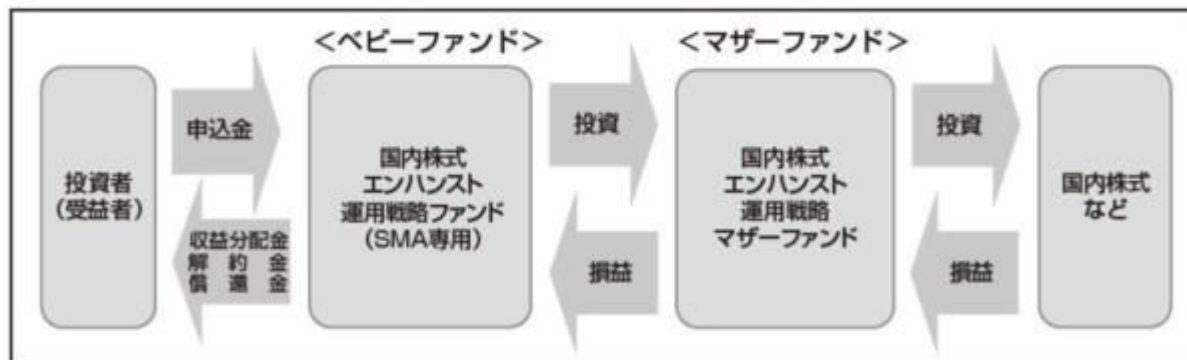 <ベビーファンド>
<マザーファンド>
投資者
(受益者)
申込金
収益分配金
解約金
償還金
国内株式
エンハンスト
運用戦略ファンド
(SMA専用)
投資
損益
国内株式
エンハンスト
運用戦略
マザーファンド
投資
損益
国内株式
など